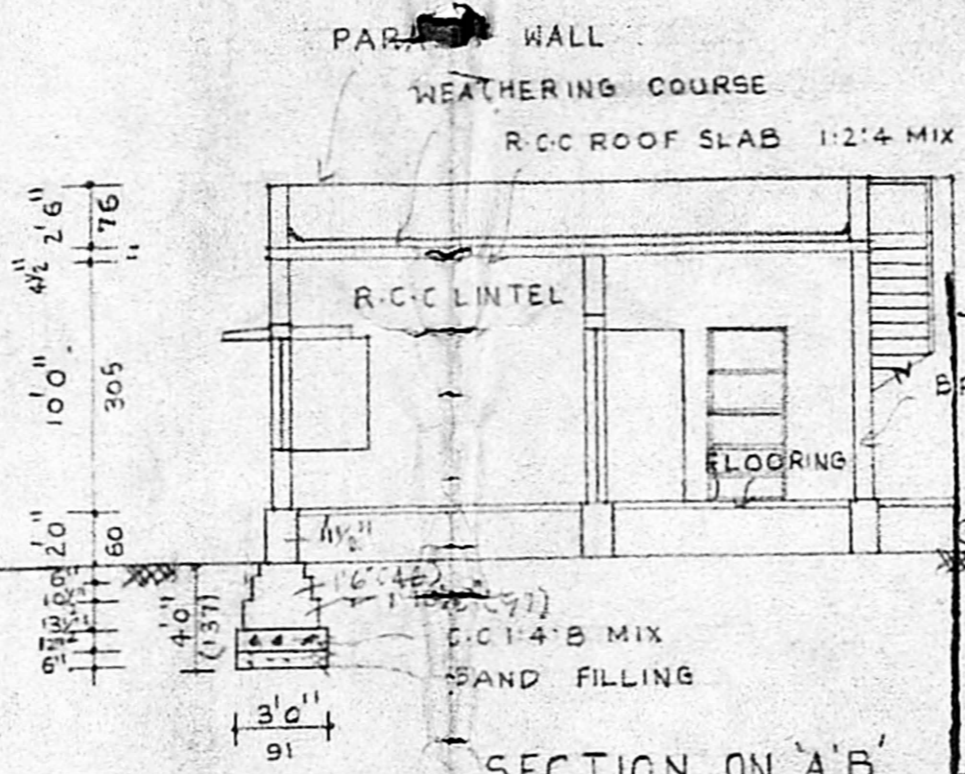 WALL
WEATHERING COURSE
R.C.C ROOF SLAB 1:2:4 MIX
2'6" 76
4½"
R.C.C LINTEL
10'0" 305
FLOORING
2'0" 60
1'6" (46)
4'0" (137)
C.C 1:4:8 MIX
SAND FILLING
6"
3'0"
91
SECTION ON 'A'B'